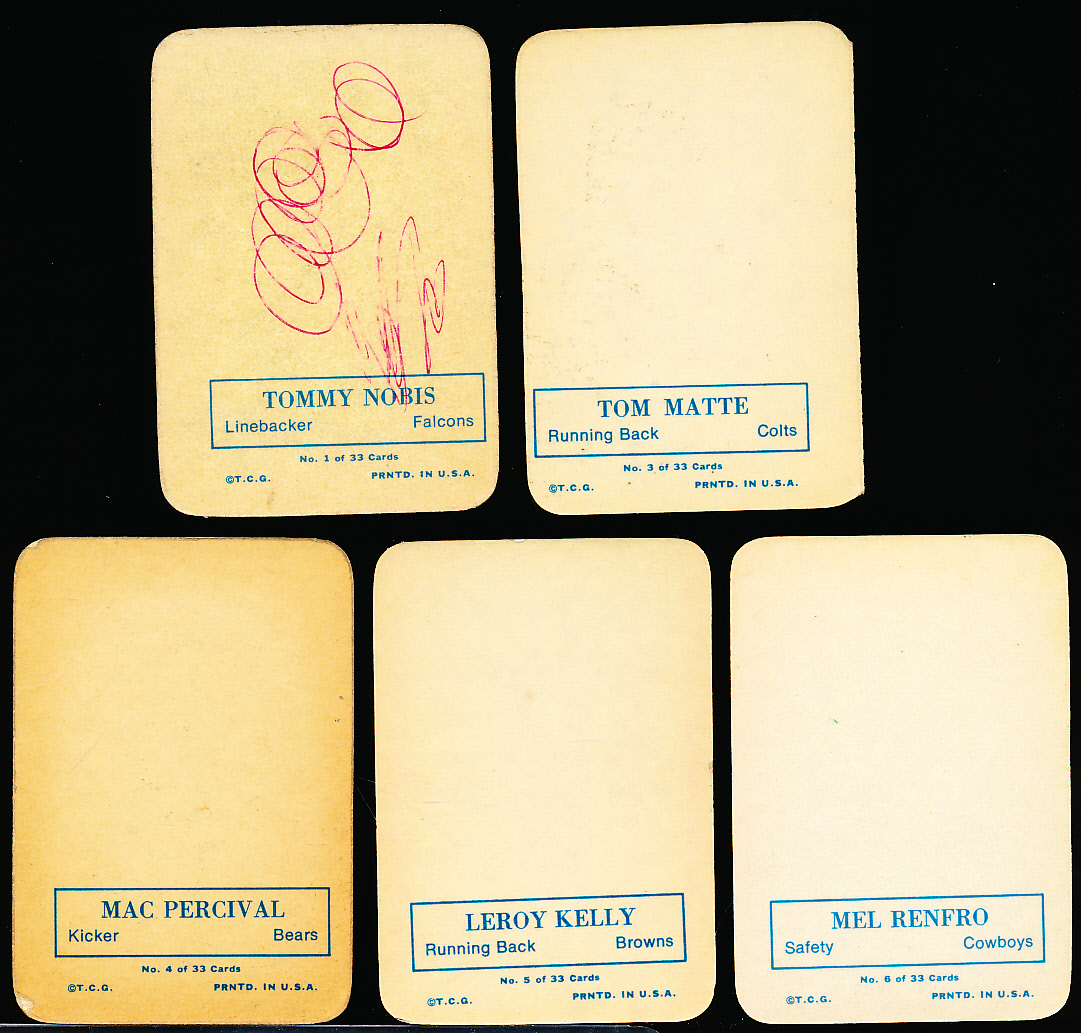 TOMMY NOBIS
Linebacker Falcons
No. 1 of 33 Cards
©T.C.G. PRNTD. IN U.S.A.
TOM MATTE
Running Back Colts
No. 3 of 33 Cards
©T.C.G. PRNTD. IN U.S.A.
MAC PERCIVAL
Kicker Bears
No. 4 of 33 Cards
©T.C.G. PRNTD. IN U.S.A.
LEROY KELLY
Running Back Browns
No. 5 of 33 Cards
©T.C.G. PRNTD. IN U.S.A.
MEL RENFRO
Safety Cowboys
No. 6 of 33 Cards
©T.C.G. PRNTD. IN U.S.A.